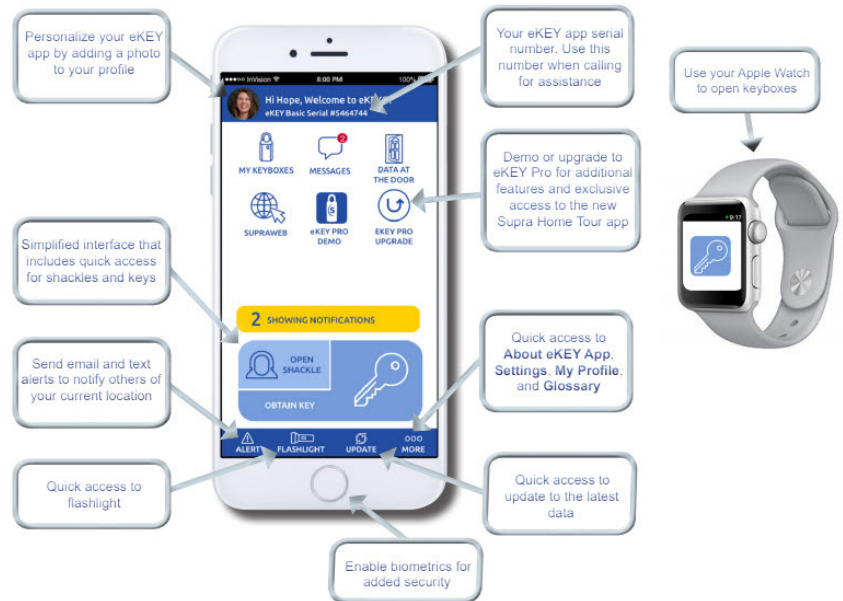 Personalize your eKEY
app by adding a photo
to your profile
Your eKEY app serial
number. Use this
number when calling
for assistance
Use your Apple Watch
to open keyboxes
InVision
8:00 PM
100%
Hi Hope, Welcome to eKEY
eKEY Basic Serial #5464744
MY KEYBOXES
2
MESSAGES
DATA AT
THE DOOR
SUPRAWEB
eKEY PRO
DEMO
EKEY PRO
UPGRADE
Demo or upgrade to
eKEY Pro for additional
features and exclusive
access to the new
Supra Home Tour app
9:17
Simplified interface that
includes quick access
for shackles and keys
2 SHOWING NOTIFICATIONS
OPEN
SHACKLE
OBTAIN KEY
Quick access to
About eKEY App,
Settings, My Profile,
and Glossary
Send email and text
alerts to notify others of
your current location
ALERT
FLASHLIGHT
UPDATE
MORE
Quick access to
flashlight
Quick access to
update to the latest
data
Enable biometrics for
added security